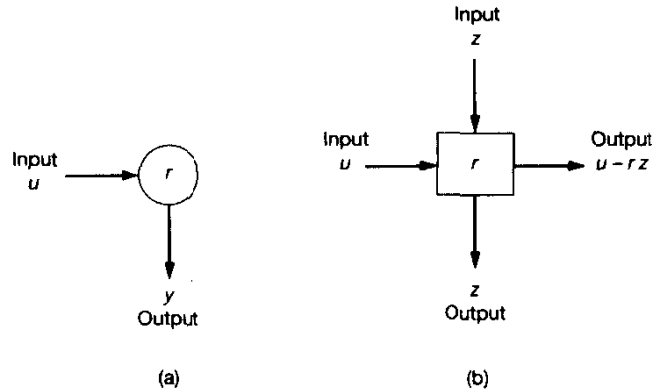 Input
z
Input
u
r
Input
u
r
Output
u – rz
y
Output
z
Output
(a)
(b)